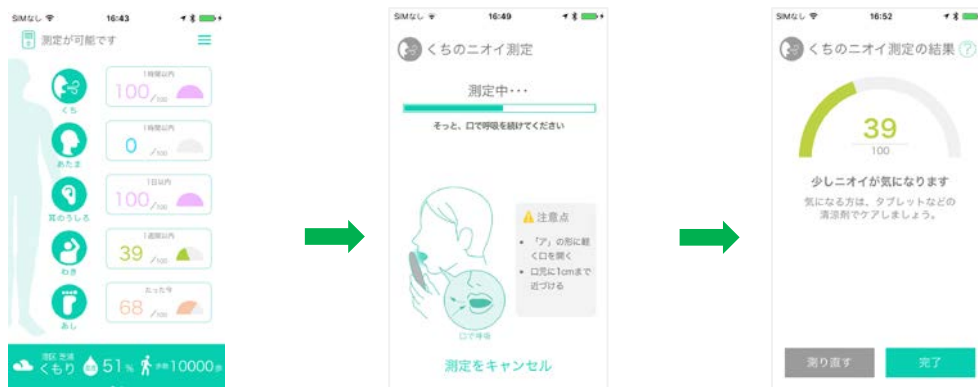 SIMなし 16:43
測定が可能です
1時間以内
100/100
くち
1時間以内
0 /100
あたま
1日以内
100/100
耳のうしろ
1週間以内
39 /100
わき
たった今
68 /100
あし
港区 芝浦
くもり 51% 歩数10000歩
SIMなし 16:49
くちのニオイ測定
測定中・・・
そっと、口で呼吸を続けてください
注意点
• 「ア」の形に軽く口を開く
• 口元に1cmまで近づける
口で呼吸
測定をキャンセル
SIMなし 16:52
くちのニオイ測定の結果 ?
39
100
少しニオイが気になります
気になる方は、タブレットなどの
清涼剤でケアしましょう。
測り直す
完了